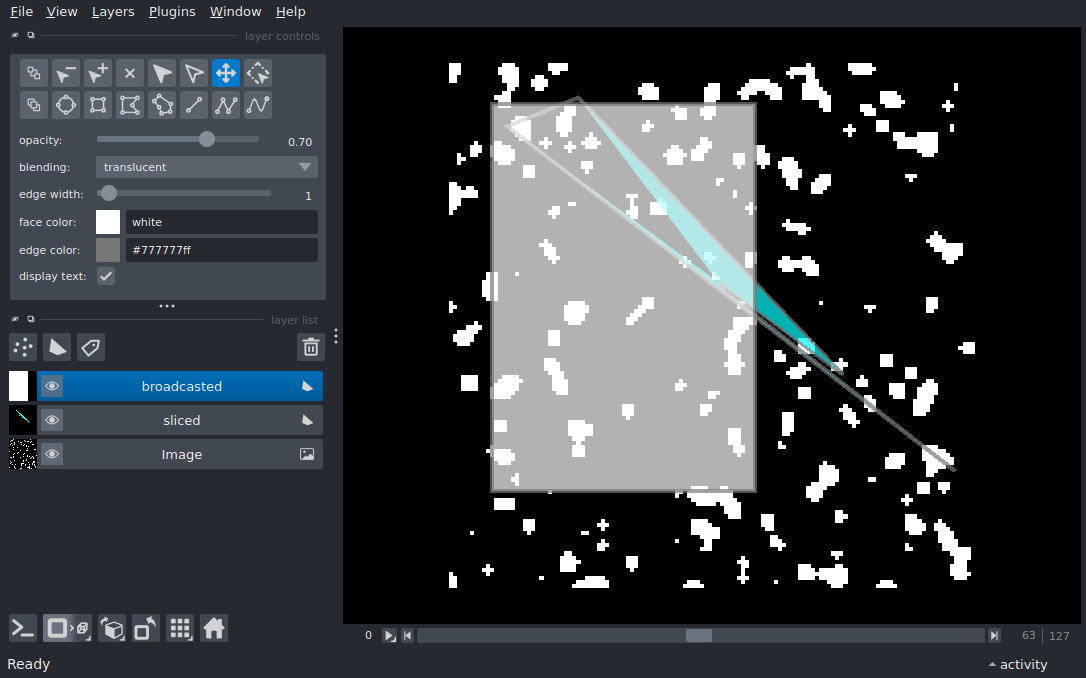 File View Layers Plugins Window Help
layer controls
opacity: 0.70
blending: translucent
edge width: 1
face color: white
edge color: #777777ff
display text:
layer list
broadcasted
sliced
Image
0 63 127
Ready activity